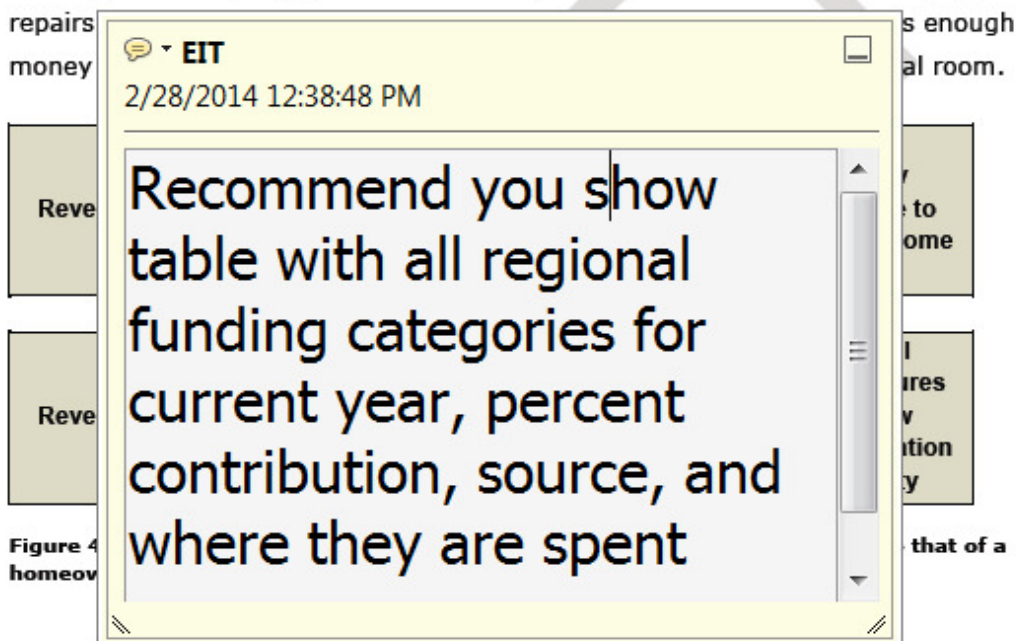 repairs s enough
money al room.
EIT
2/28/2014 12:38:48 PM
Recommend you show
table with all regional
funding categories for
current year, percent
contribution, source, and
where they are spent
Reve to
ome
Reve ures
tion
Figure 4 that of a
homeov